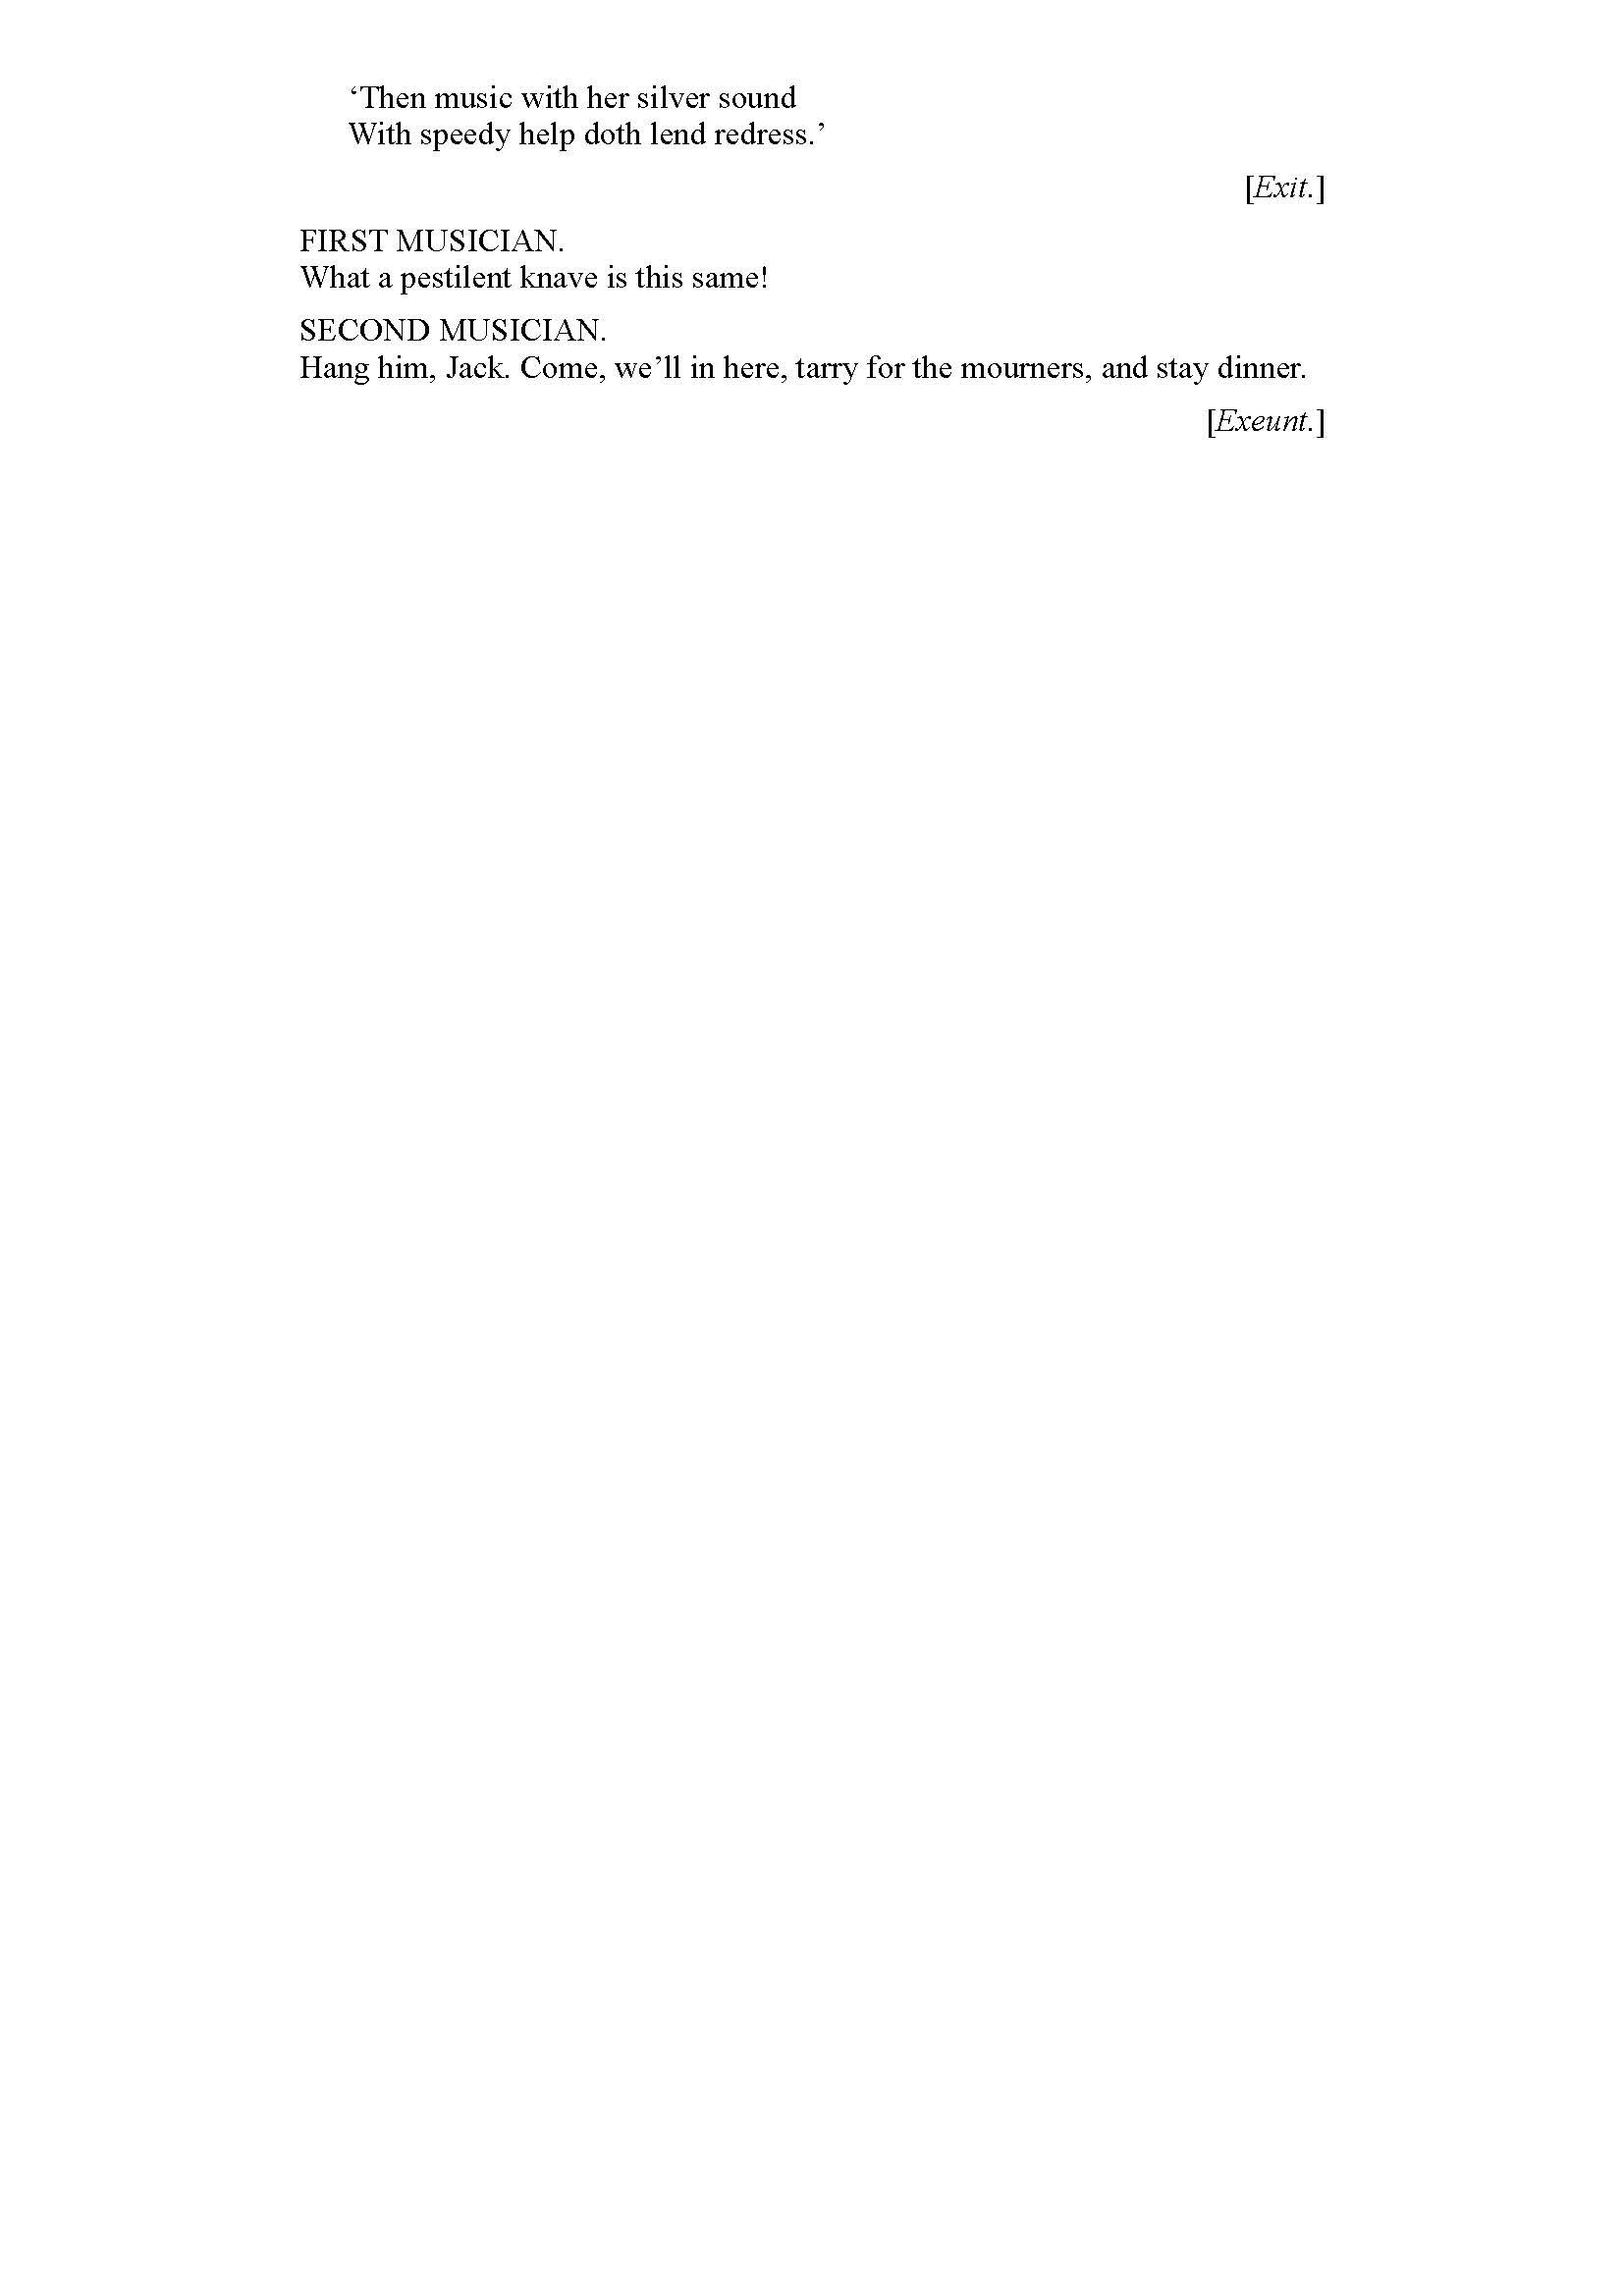 ‘Then music with her silver sound
With speedy help doth lend redress.’
[Exit.]
FIRST MUSICIAN.
What a pestilent knave is this same!
SECOND MUSICIAN.
Hang him, Jack. Come, we’ll in here, tarry for the mourners, and stay dinner.
[Exeunt.]